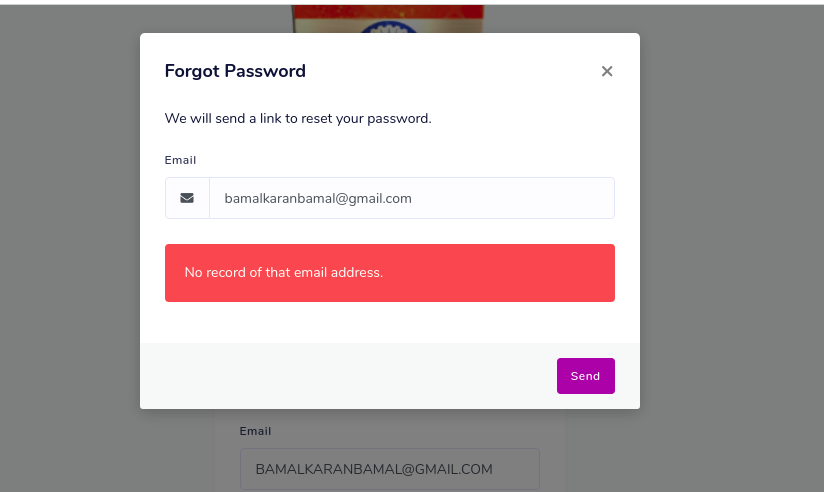 Forgot Password
×
We will send a link to reset your password.
Email
bamalkaranbamal@gmail.com
No record of that email address.
Send
Email
BAMALKARANBAMAL@GMAIL.COM